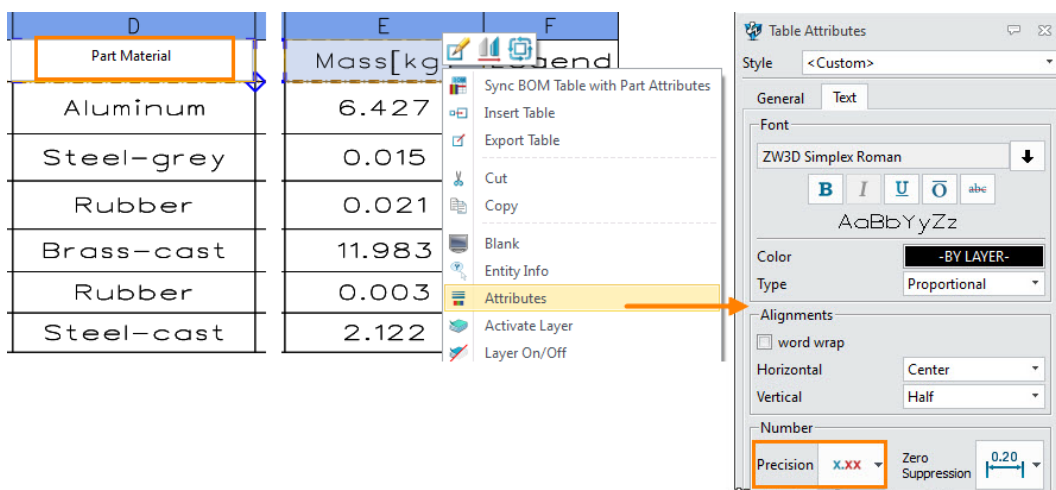 D
Part Material
Aluminum
Steel-grey
Rubber
Brass-cast
Rubber
Steel-cast
E F
Mass[kg
gend
6.427
0.015
0.021
11.983
0.003
2.122
Sync BOM Table with Part Attributes
Insert Table
Export Table
Cut
Copy
Blank
Entity Info
Attributes
Activate Layer
Layer On/Off
Table Attributes
Style <Custom>
General Text
Font
ZW3D Simplex Roman
B I U O abc
AaBbYyZz
Color -BY LAYER-
Type Proportional
Alignments
word wrap
Horizontal Center
Vertical Half
Number
Precision X.XX Zero Suppression 0.20